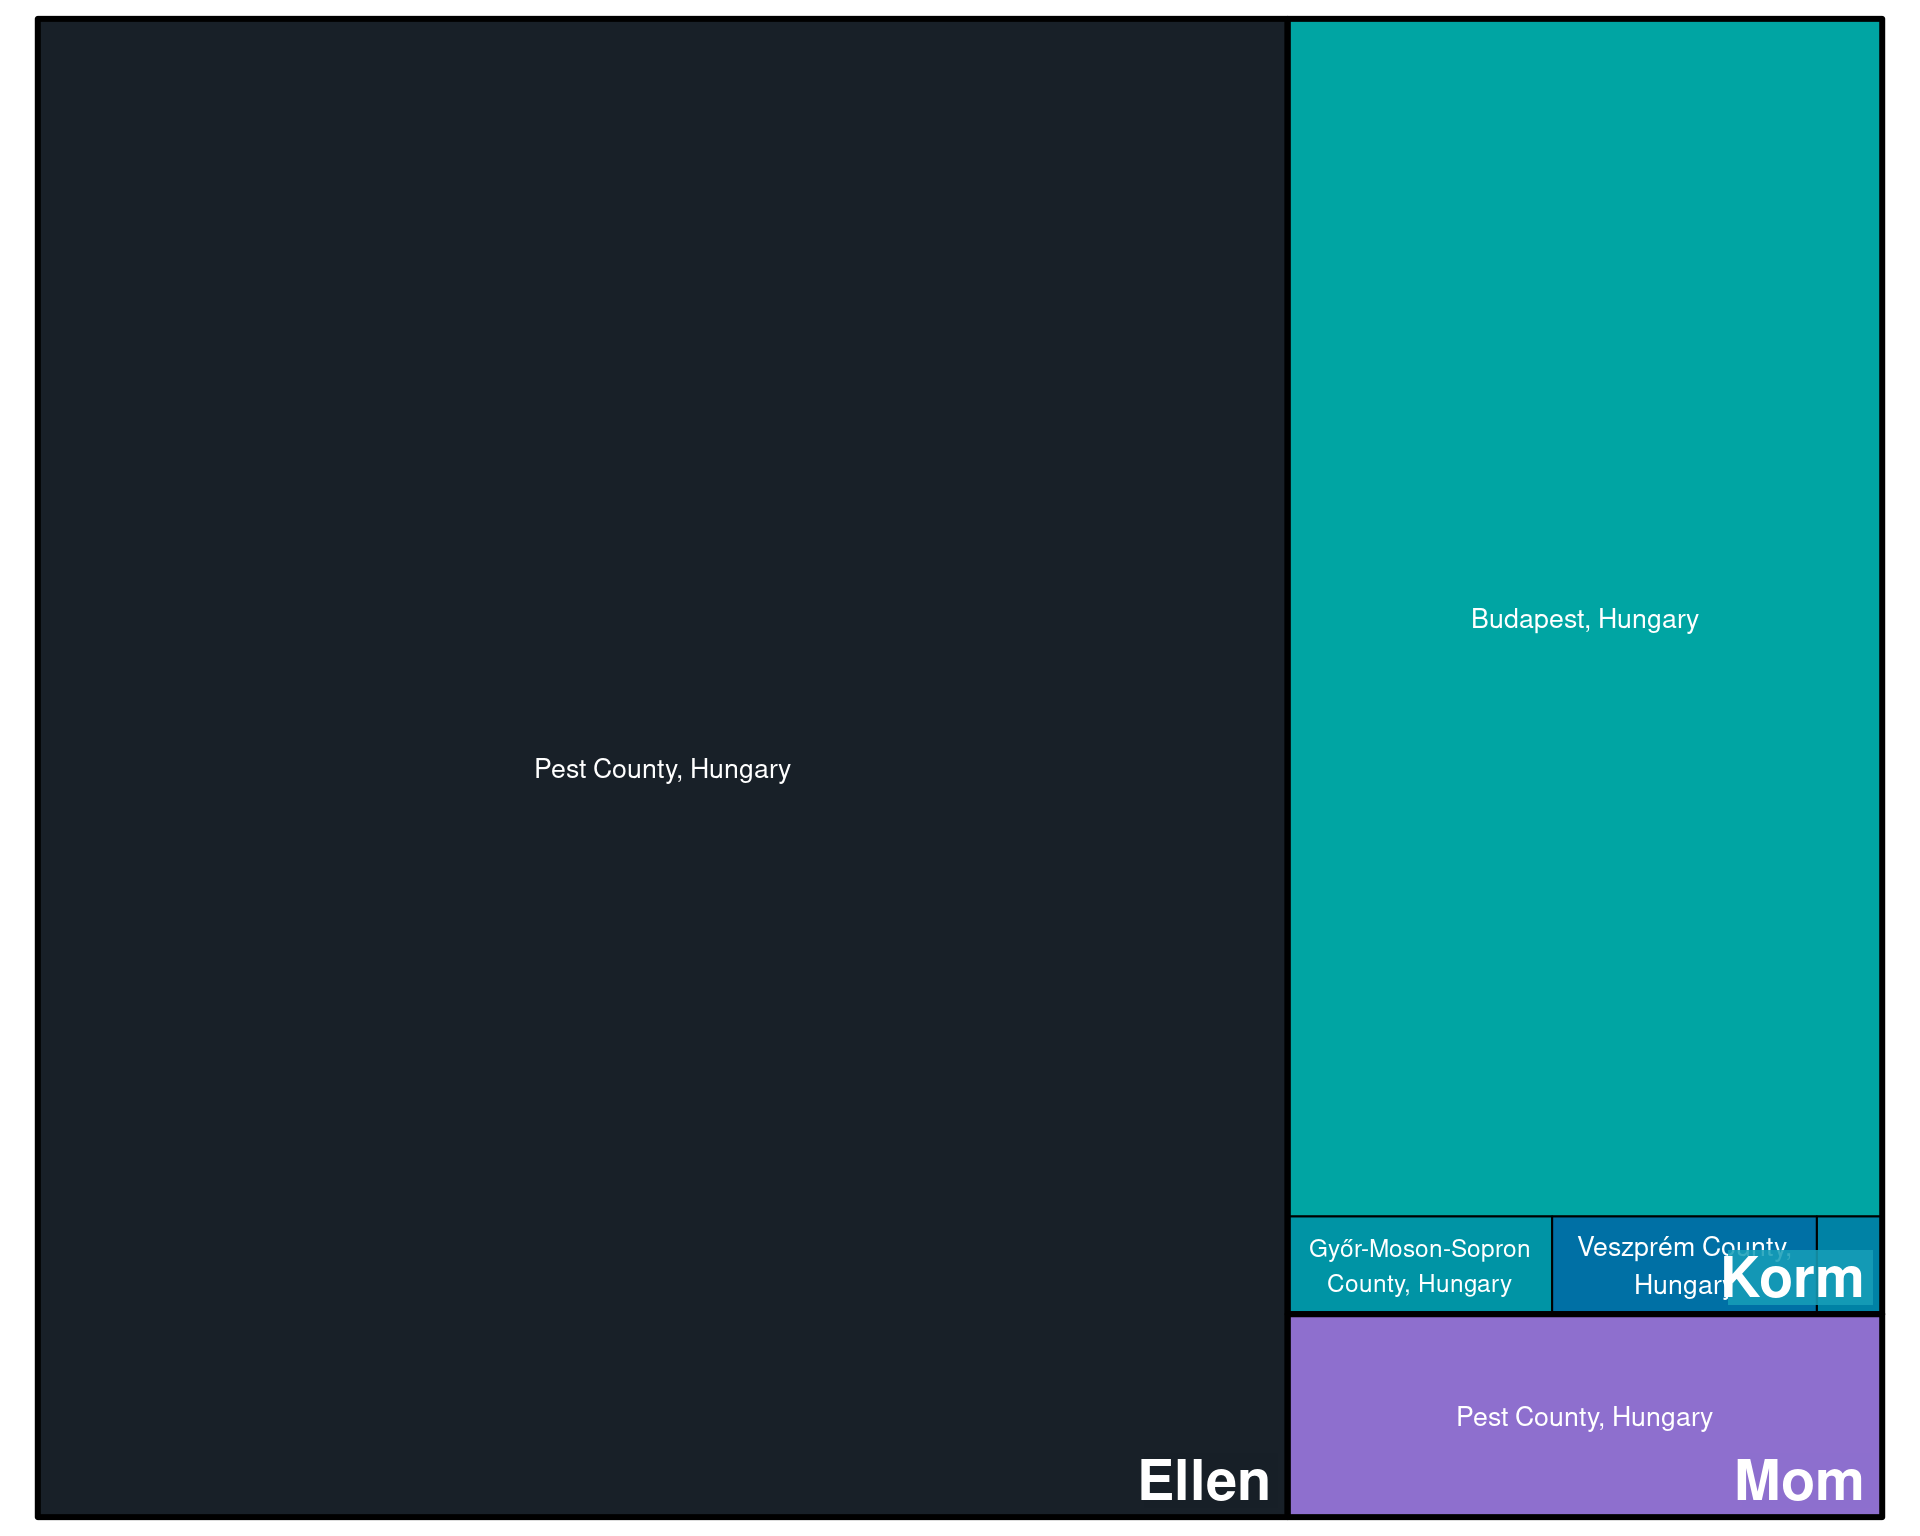 Pest County, Hungary
Ellen
Budapest, Hungary
Győr-Moson-Sopron
County, Hungary
Veszprém County,
Hungary
Korm
Pest County, Hungary
Mom